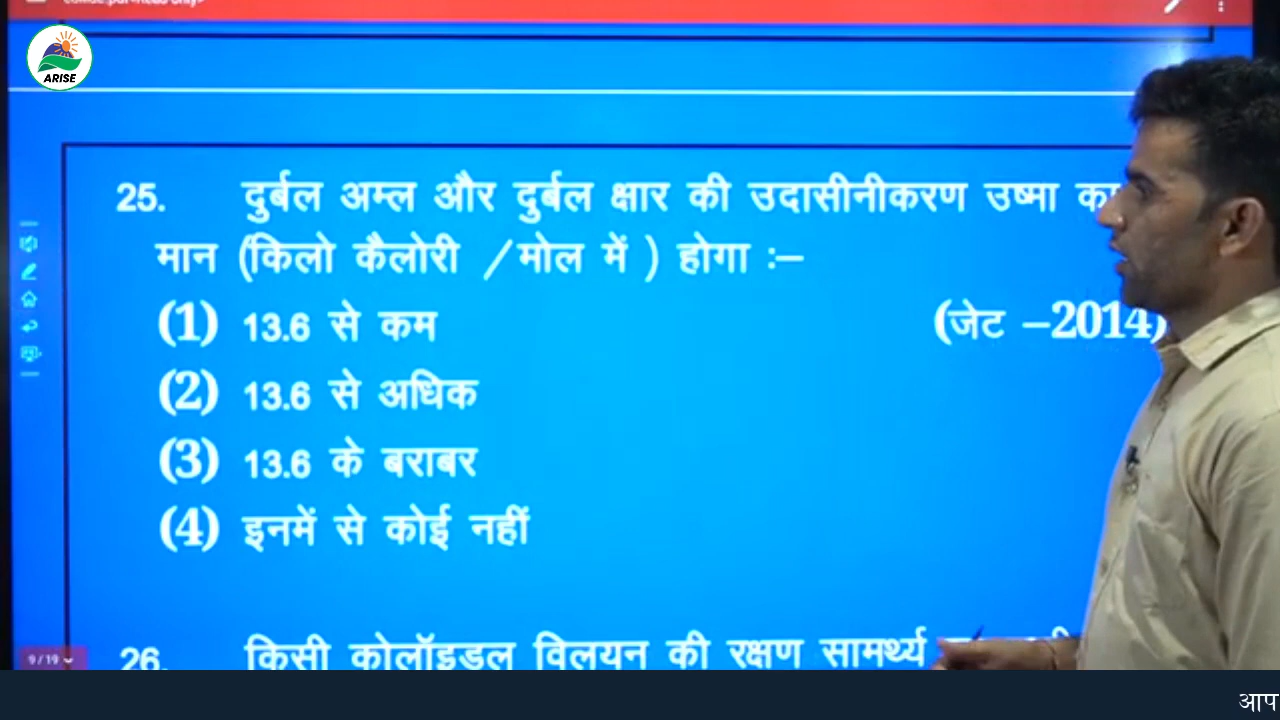 ARISE
25. दुर्बल अम्ल और दुर्बल क्षार की उदासीनीकरण उष्मा
मान (किलो कैलोरी /मोल में ) होगा :–
(1) 13.6 से कम
(जेट –2014)
(2) 13.6 से अधिक
(3) 13.6 के बराबर
(4) इनमें से कोई नहीं
9/19
26. किसी कोलॉइडल विलयन की रक्षण सामर्थ्य
आप